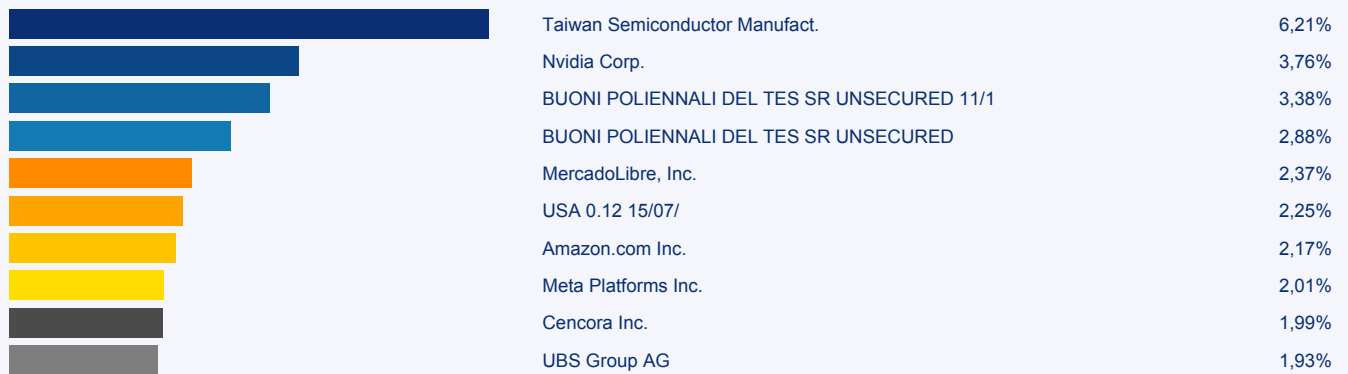 Taiwan Semiconductor Manufact. 6,21%
Nvidia Corp. 3,76%
BUONI POLIENNALI DEL TES SR UNSECURED 11/1 3,38%
BUONI POLIENNALI DEL TES SR UNSECURED 2,88%
MercadoLibre, Inc. 2,37%
USA 0.12 15/07/ 2,25%
Amazon.com Inc. 2,17%
Meta Platforms Inc. 2,01%
Cencora Inc. 1,99%
UBS Group AG 1,93%